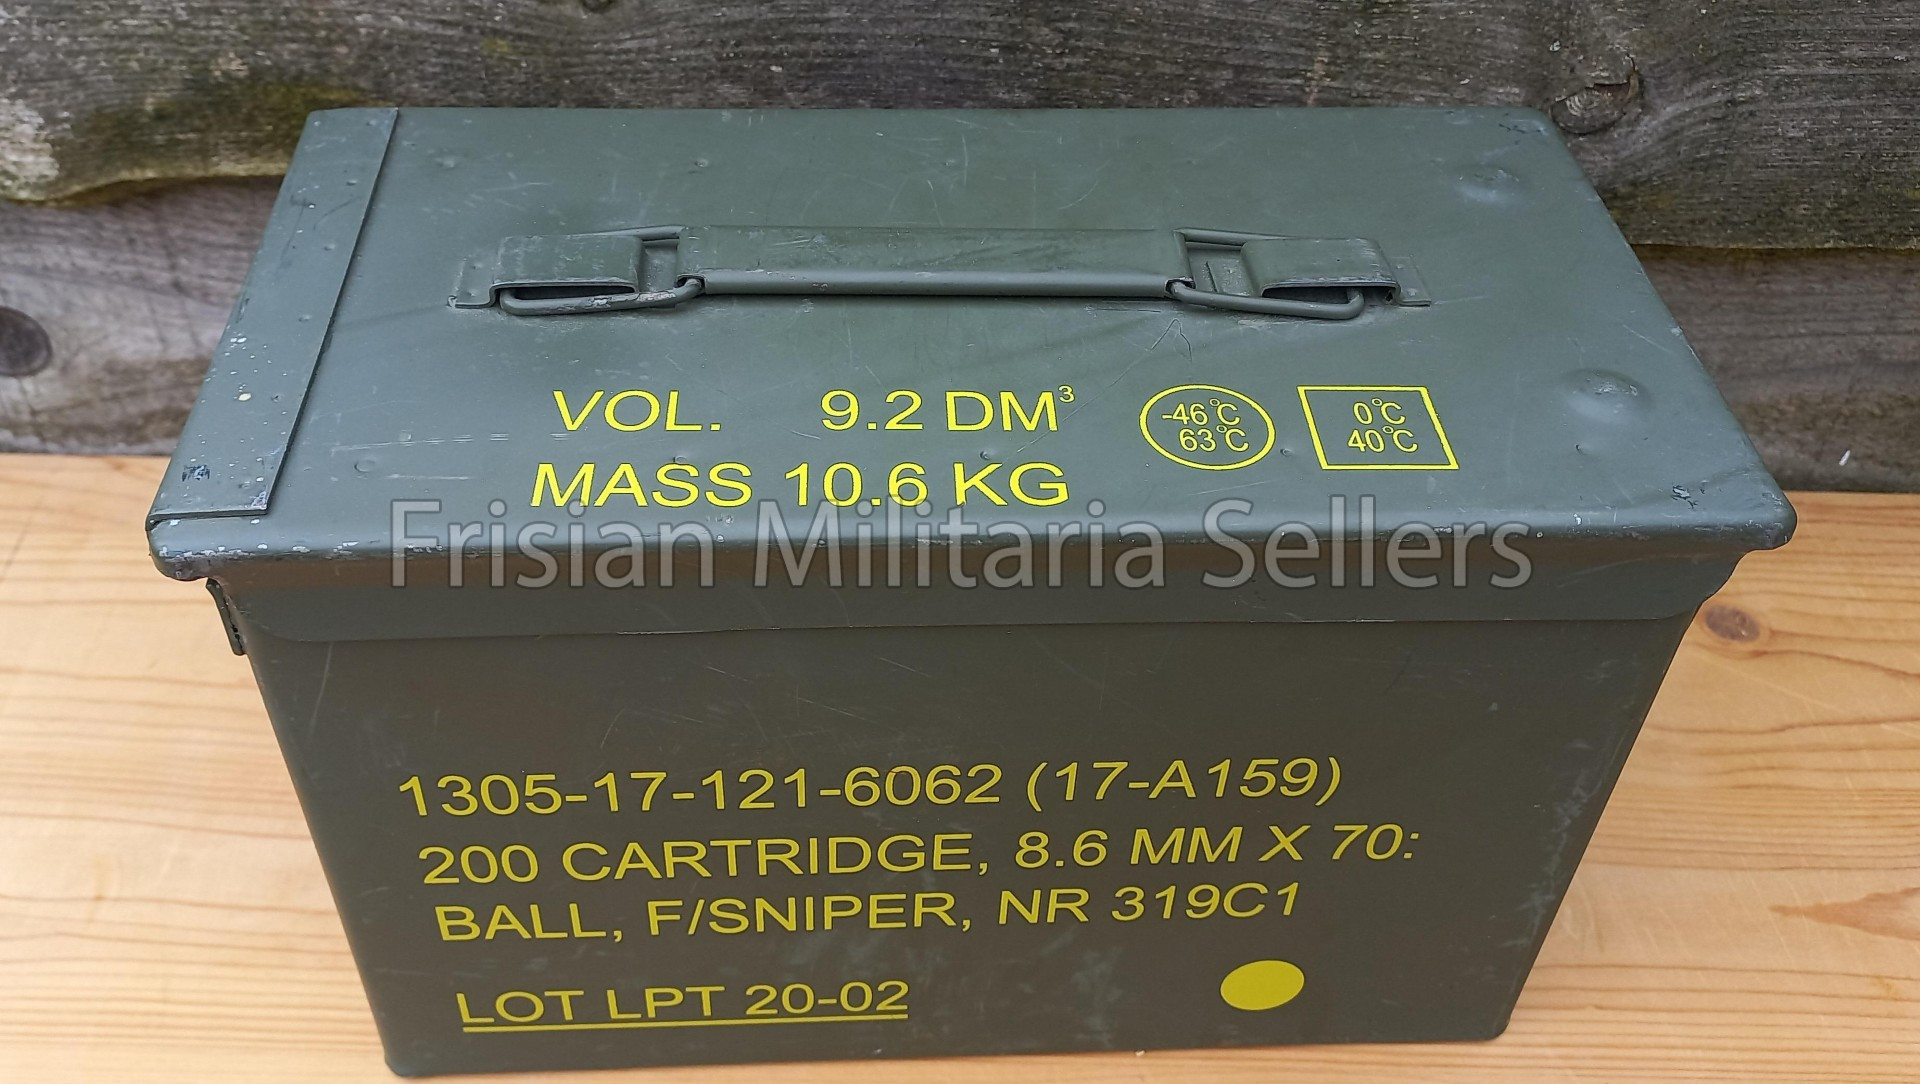 VOL. 9.2 DM³
MASS 10.6 KG
-46°C
63°C
0°C
40°C
Frisian Militaria Sellers
1305-17-121-6062 (17-A159)
200 CARTRIDGE, 8.6 MM X 70:
BALL, F/SNIPER, NR 319C1
LOT LPT 20-02